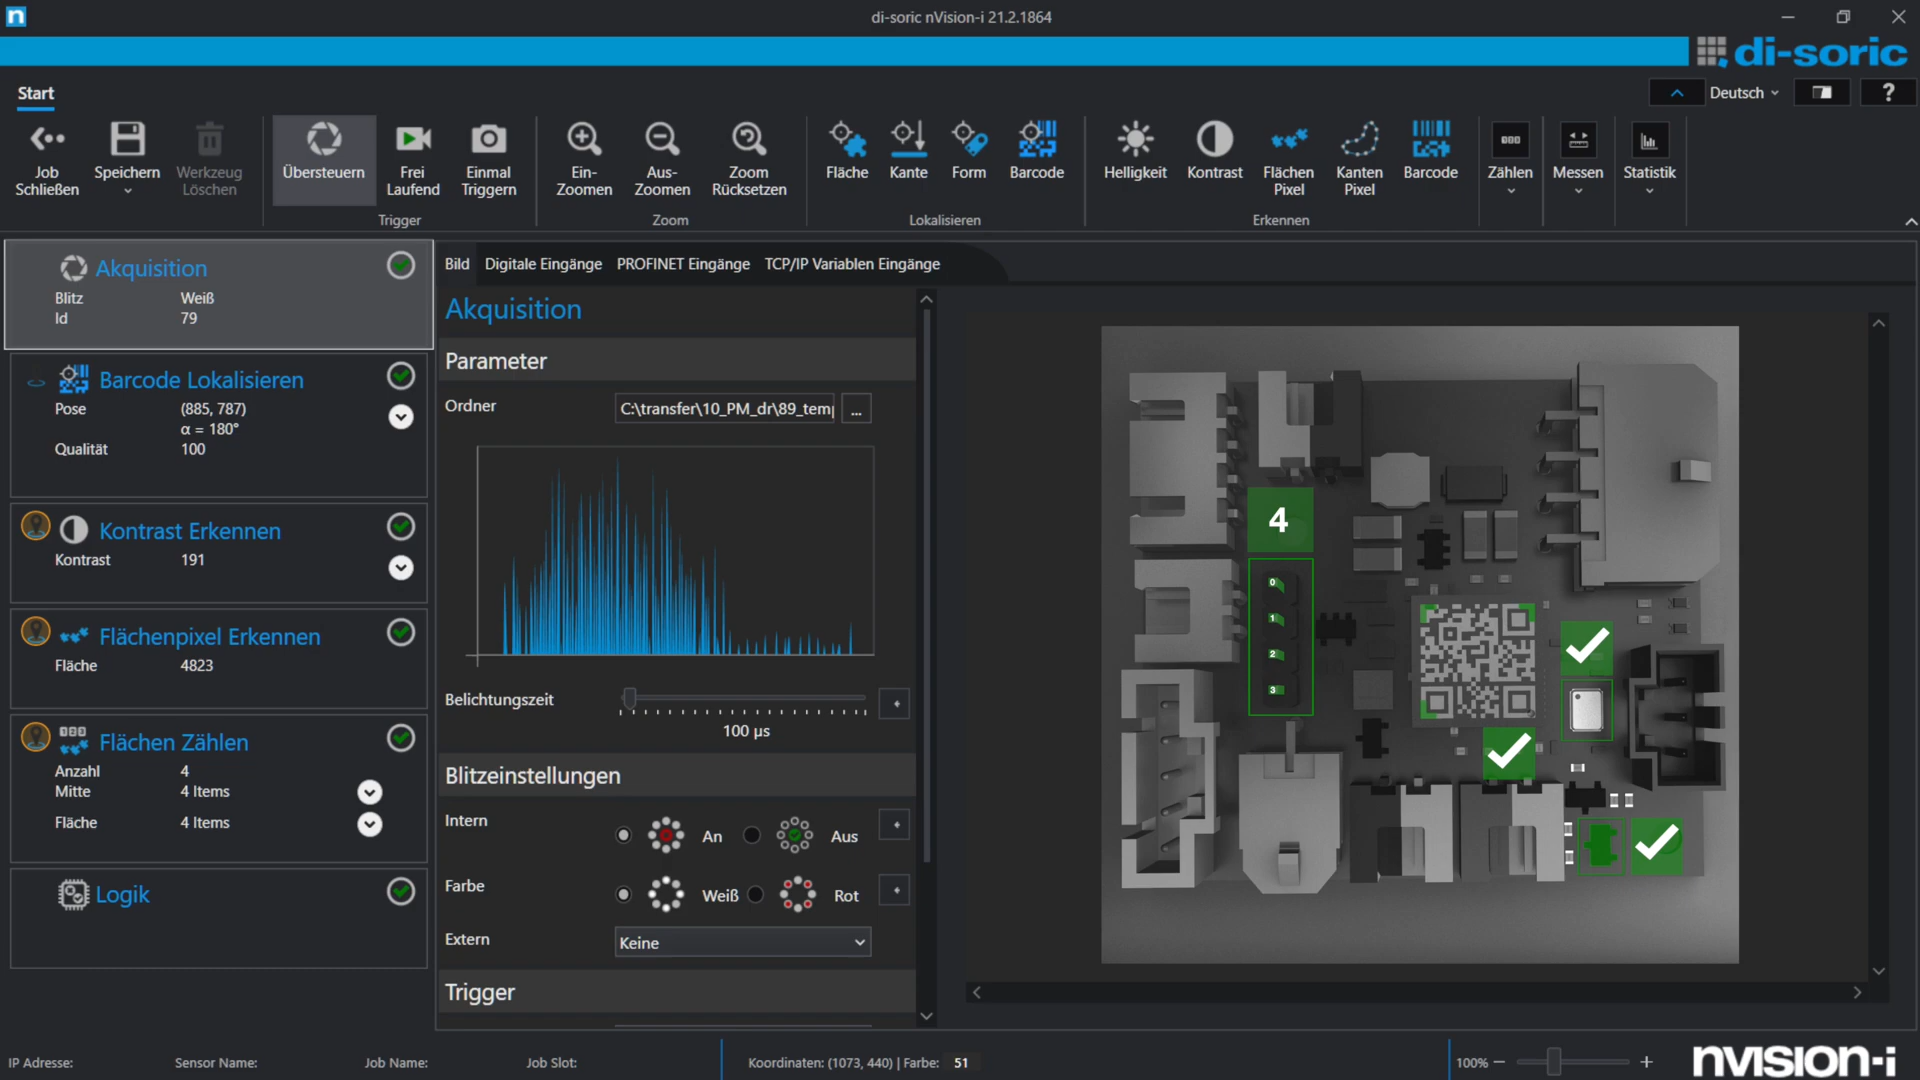 n
di-soric nVision-i 21.2.1864
di-soric
Start
Deutsch
?
Job Schließen
Speichern
Werkzeug Löschen
Übersteuern
Frei Laufend
Einmal Triggern
Ein-Zoomen
Aus-Zoomen
Zoom Rücksetzen
Fläche
Kante
Form
Barcode
Helligkeit
Kontrast
Flächen Pixel
Kanten Pixel
Barcode
Zählen
Messen
Statistik
Trigger
Zoom
Lokalisieren
Erkennen
Akquisition
Blitz Weiß
Id 79
Barcode Lokalisieren
Pose (885, 787)
α = 180°
Qualität 100
Kontrast Erkennen
Kontrast 191
Flächenpixel Erkennen
Fläche 4823
Flächen Zählen
Anzahl 4
Mitte 4 Items
Fläche 4 Items
Logik
Bild Digitale Eingänge PROFINET Eingänge TCP/IP Variablen Eingänge
Akquisition
Parameter
Ordner C:\transfer\10_PM_dr\89_temp ...
Belichtungszeit
100 µs
Blitzeinstellungen
Intern An Aus
Farbe Weiß Rot
Extern Keine
Trigger
4
0
1
2
3
IP Adresse: Sensor Name: Job Name: Job Slot: Koordinaten: (1073, 440) | Farbe: 51 100% − +
nvision-i